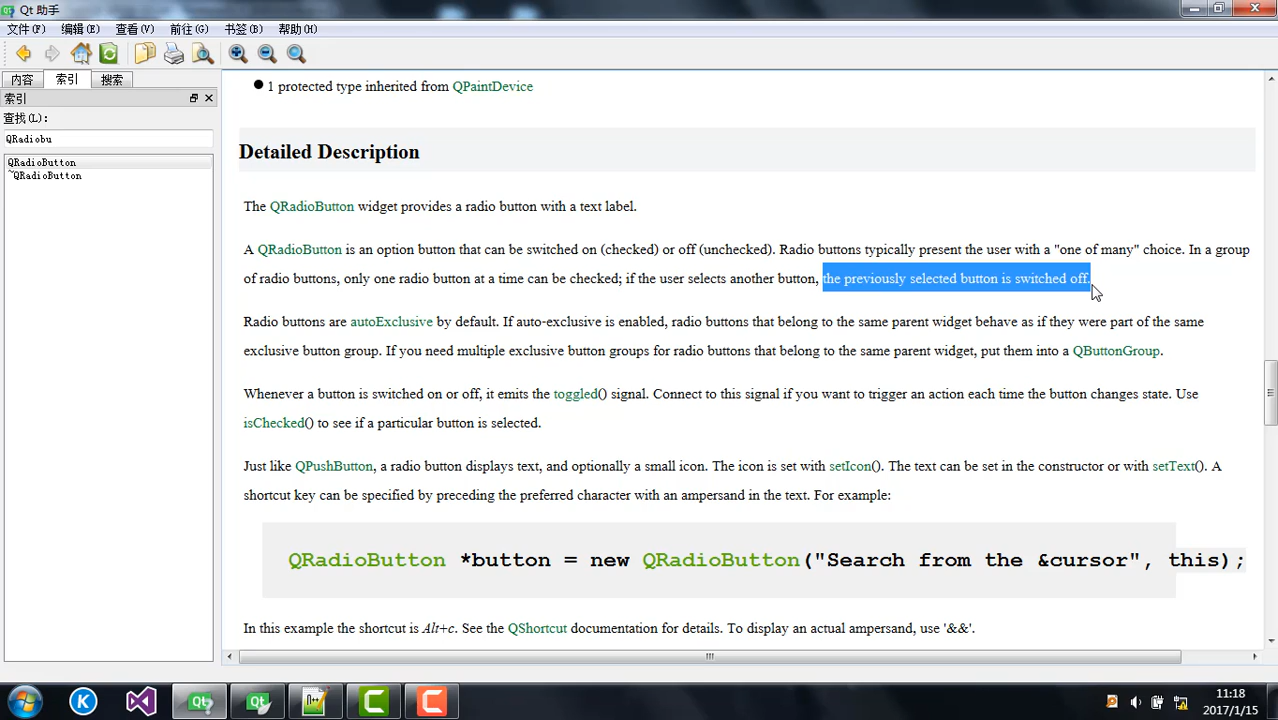 Qt 助手
文件(F) 编辑(E) 查看(V) 前往(G) 书签(B) 帮助(H)
内容 索引 搜索
索引
查找(L):
QRadiobu
QRadioButton
~QRadioButton
● 1 protected type inherited from QPaintDevice
Detailed Description
The QRadioButton widget provides a radio button with a text label.
A QRadioButton is an option button that can be switched on (checked) or off (unchecked). Radio buttons typically present the user with a "one of many" choice. In a group
of radio buttons, only one radio button at a time can be checked; if the user selects another button, the previously selected button is switched off.
Radio buttons are autoExclusive by default. If auto-exclusive is enabled, radio buttons that belong to the same parent widget behave as if they were part of the same
exclusive button group. If you need multiple exclusive button groups for radio buttons that belong to the same parent widget, put them into a QButtonGroup.
Whenever a button is switched on or off, it emits the toggled() signal. Connect to this signal if you want to trigger an action each time the button changes state. Use
isChecked() to see if a particular button is selected.
Just like QPushButton, a radio button displays text, and optionally a small icon. The icon is set with setIcon(). The text can be set in the constructor or with setText(). A
shortcut key can be specified by preceding the preferred character with an ampersand in the text. For example:
QRadioButton *button = new QRadioButton("Search from the &cursor", this);
In this example the shortcut is Alt+c. See the QShortcut documentation for details. To display an actual ampersand, use '&&'.
11:18
2017/1/15